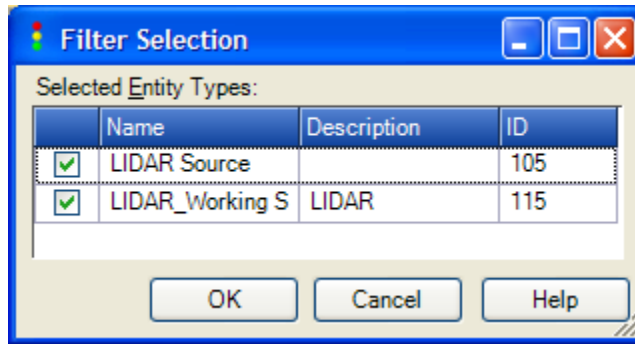 Filter Selection
Selected Entity Types:
Name Description ID
LIDAR Source 105
LIDAR_Working S LIDAR 115
OK Cancel Help